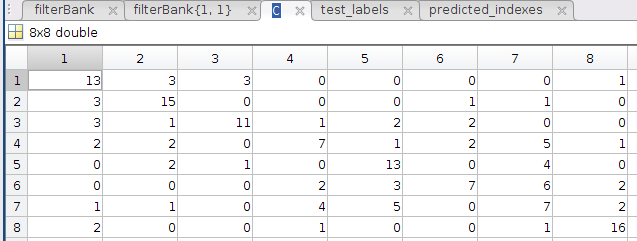 filterBank filterBank{1, 1} C test_labels predicted_indexes
8x8 double
1 2 3 4 5 6 7 8
1 13 3 3 0 0 0 0 1
2 3 15 0 0 0 1 1 0
3 3 1 11 1 2 2 0 0
4 2 2 0 7 1 2 5 1
5 0 2 1 0 13 0 4 0
6 0 0 0 2 3 7 6 2
7 1 1 0 4 5 0 7 2
8 2 0 0 1 0 0 1 16